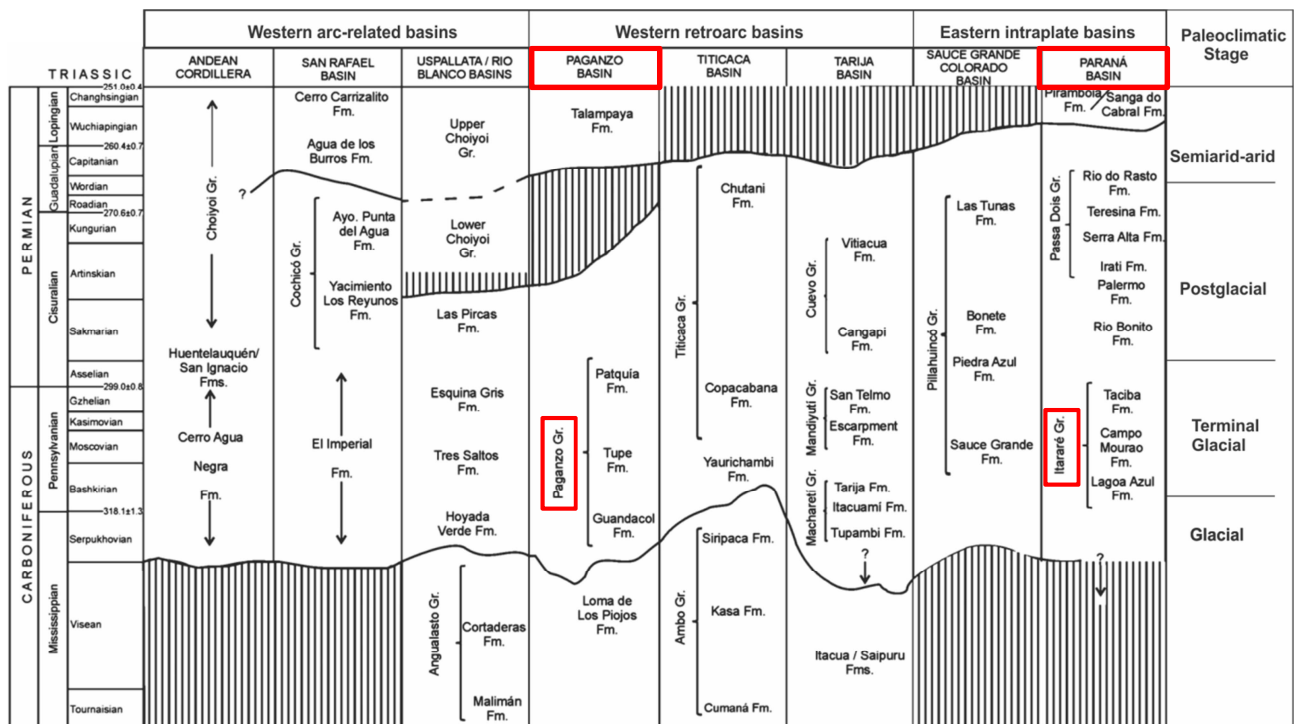 Western arc-related basins
Western retroarc basins
Eastern intraplate basins
Paleoclimatic
Stage
TRIASSIC
ANDEAN
CORDILLERA
SAN RAFAEL
BASIN
USPALLATA / RIO
BLANCO BASINS
PAGANZO
BASIN
TITICACA
BASIN
TARIJA
BASIN
SAUCE GRANDE
COLORADO
BASIN
PARANÁ
BASIN
PERMIAN
CARBONIFEROUS
Lopingian
Guadalupian
Cisuralian
Pennsylvanian
Mississippian
251.0±0.4
Changhsingian
Wuchiapingian
260.4±0.7
Capitanian
Wordian
Roadian
270.6±0.7
Kungurian
Artinskian
Sakmarian
Asselian
299.0±0.8
Gzhelian
Kasimovian
Moscovian
Bashkirian
318.1±1.3
Serpukhovian
Visean
Tournaisian
Choiyoi Gr.
?
Huentelauquén/
San Ignacio
Fms.
Cerro Agua
Negra
Fm.
Cerro Carrizalito
Fm.
Agua de los
Burros Fm.
Cochicó Gr.
Ayo. Punta
del Agua
Fm.
Yacimiento
Los Reyunos
Fm.
El Imperial
Fm.
Upper
Choiyoi
Gr.
Lower
Choiyoi
Gr.
Las Pircas
Fm.
Esquina Gris
Fm.
Tres Saltos
Fm.
Hoyada
Verde Fm.
Angualasto Gr.
Cortaderas
Fm.
Malimán
Fm.
Talampaya
Fm.
Paganzo Gr.
Patquía
Fm.
Tupe
Fm.
Guandacol
Fm.
Loma de
Los Piojos
Fm.
Chutani
Fm.
Titicaca Gr.
Copacabana
Fm.
Yaurichambi
Fm.
Ambo Gr.
Siripaca Fm.
Kasa Fm.
Cumaná Fm.
Cuevo Gr.
Vitiacua
Fm.
Cangapi
Fm.
Mandiyutí Gr.
San Telmo
Fm.
Escarpment
Fm.
Macharetí Gr.
Tarija Fm.
Itacuamí Fm.
Tupambi Fm.
?
Itacua / Saipuru
Fms.
Pillahuincó Gr.
Las Tunas
Fm.
Bonete
Fm.
Piedra Azul
Fm.
Sauce Grande
Fm.
Pirambóia
Fm.
Sanga do
Cabral Fm.
Passa Dois Gr.
Rio do Rasto
Fm.
Teresina Fm.
Serra Alta Fm.
Irati Fm.
Palermo
Fm.
Rio Bonito
Fm.
Itararé Gr.
Taciba
Fm.
Campo
Mourao
Fm.
Lagoa Azul
Fm.
?
Semiarid-arid
Postglacial
Terminal
Glacial
Glacial